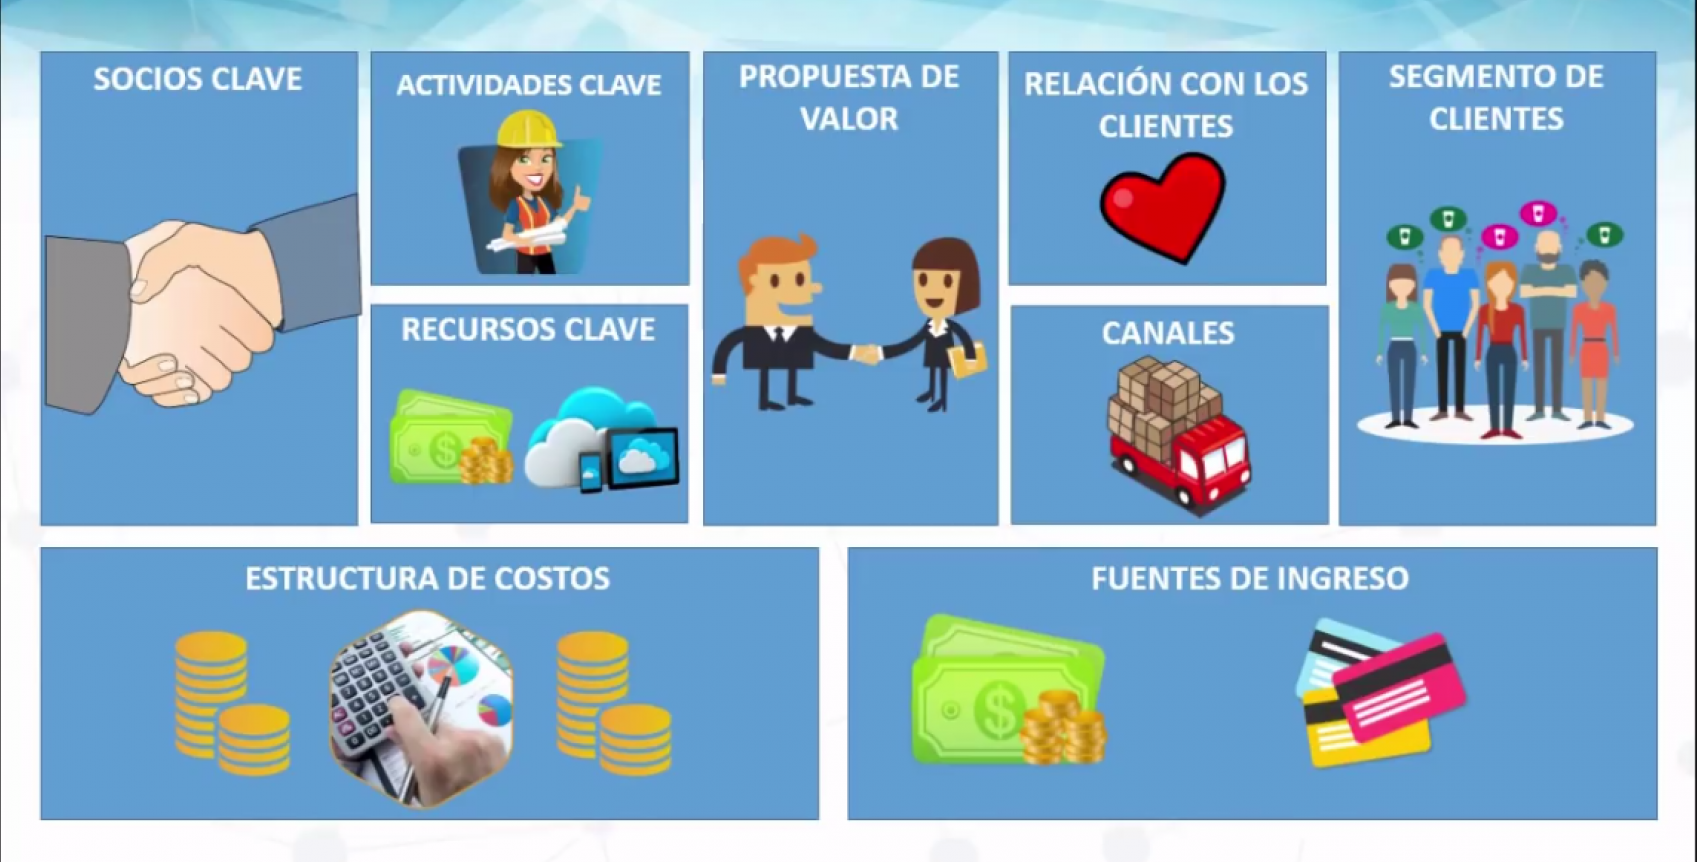 SOCIOS CLAVE
ACTIVIDADES CLAVE
RECURSOS CLAVE
PROPUESTA DE
VALOR
RELACIÓN CON LOS
CLIENTES
CANALES
SEGMENTO DE
CLIENTES
ESTRUCTURA DE COSTOS
FUENTES DE INGRESO